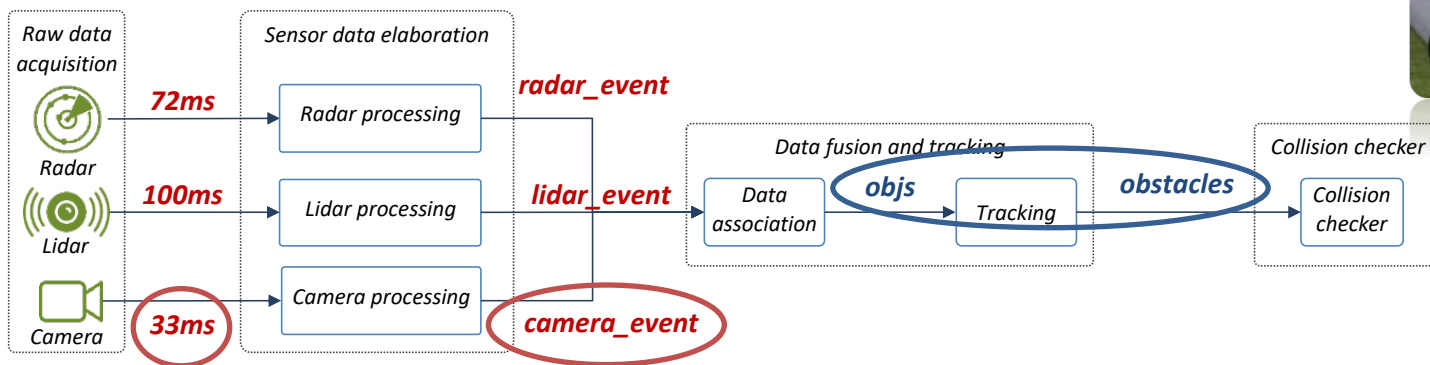 Raw data
acquisition
Sensor data elaboration
72ms
Radar processing
radar_event
Radar
100ms
Lidar processing
lidar_event
Lidar
33ms
Camera processing
camera_event
Camera
Data fusion and tracking
Data
association
objs
Tracking
obstacles
Collision checker
Collision
checker